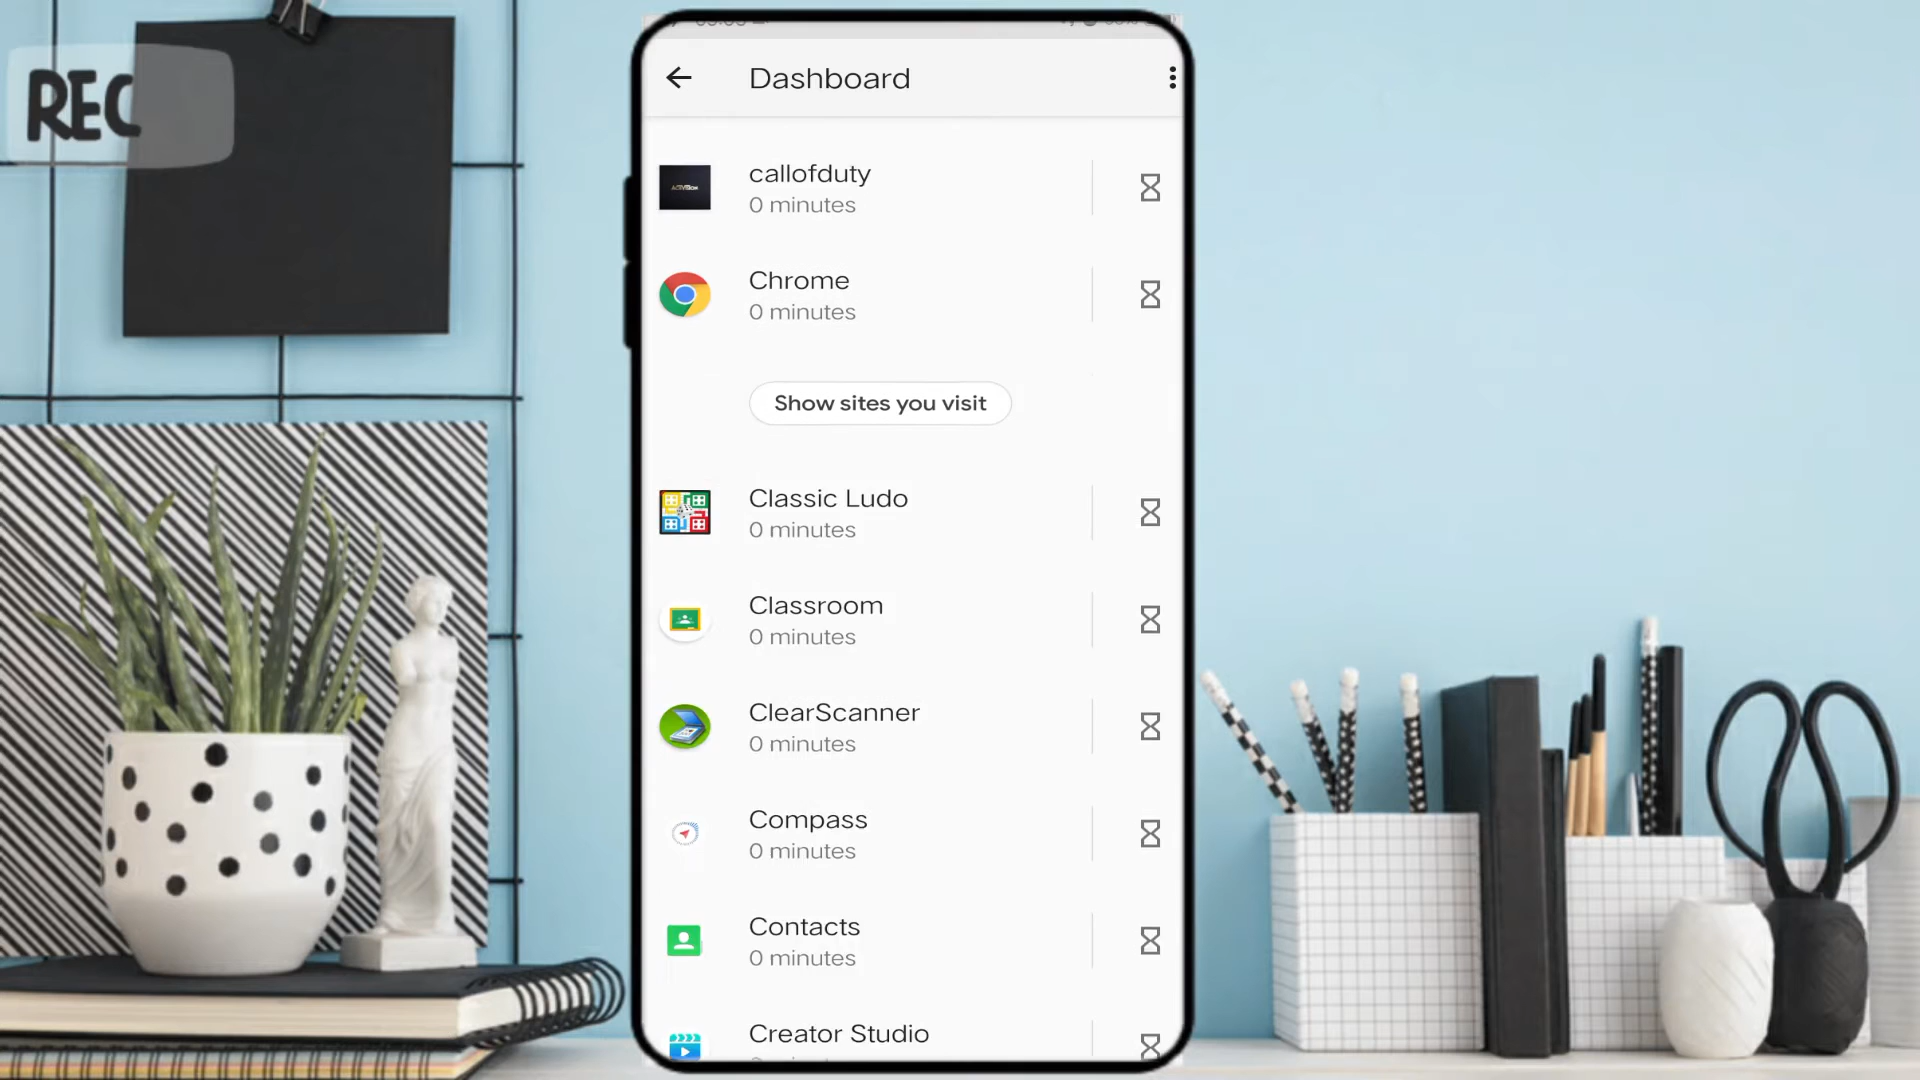 REC
Dashboard
callofduty
0 minutes
Chrome
0 minutes
Show sites you visit
Classic Ludo
0 minutes
Classroom
0 minutes
ClearScanner
0 minutes
Compass
0 minutes
Contacts
0 minutes
Creator Studio